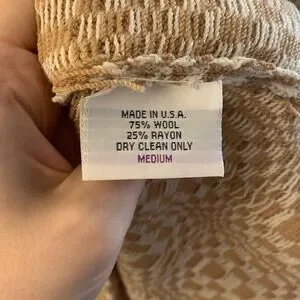 MADE IN U.S.A.
75% WOOL
25% RAYON
DRY CLEAN ONLY
MEDIUM